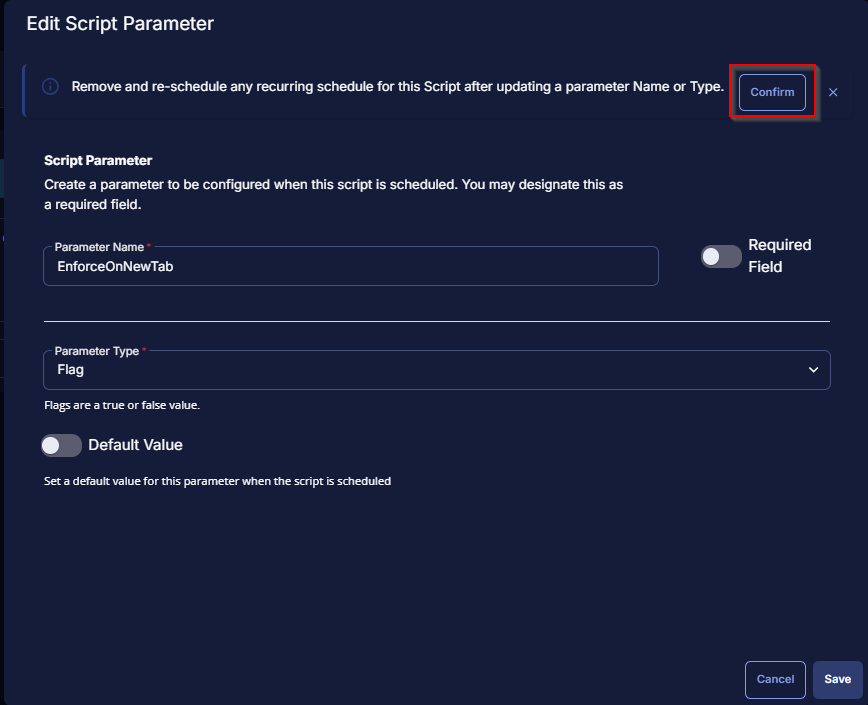 Edit Script Parameter
Remove and re-schedule any recurring schedule for this Script after updating a parameter Name or Type.
Confirm
Script Parameter
Create a parameter to be configured when this script is scheduled. You may designate this as
a required field.
Parameter Name *
EnforceOnNewTab
Required
Field
Parameter Type *
Flag
Flags are a true or false value.
Default Value
Set a default value for this parameter when the script is scheduled
Cancel
Save